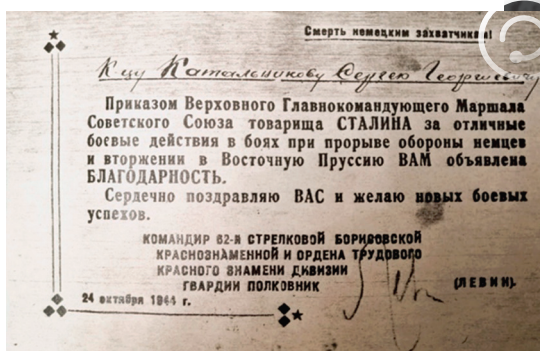 Смерть немецким захватчикам!
К-цу Котельникову Сергею Георгиевичу
Приказом Верховного Главнокомандующего Маршала
Советского Союза товарища СТАЛИНА за отличные
боевые действия в боях при прорыве обороны немцев
и вторжении в Восточную Пруссию ВАМ объявлена
БЛАГОДАРНОСТЬ.
Сердечно поздравляю ВАС и желаю новых боевых
успехов.
КОМАНДИР 62-Й СТРЕЛКОВОЙ БОРИСОВСКОЙ
КРАСНОЗНАМЕННОЙ И ОРДЕНА ТРУДОВОГО
КРАСНОГО ЗНАМЕНИ ДИВИЗИИ
ГВАРДИИ ПОЛКОВНИК
(ЛЕВИН).
24 октября 1944 г.